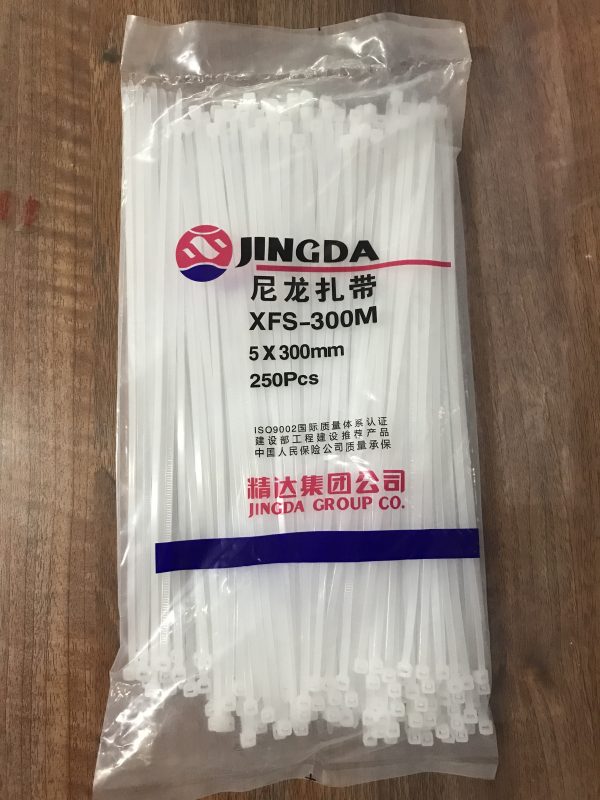 JINGDA
尼龙扎带
XFS-300M
5X300mm
250Pcs
ISO9002国际质量体系认证
建设部工程建设推荐产品
中国人民保险公司质量承保
精达集团公司
JINGDA GROUP CO.